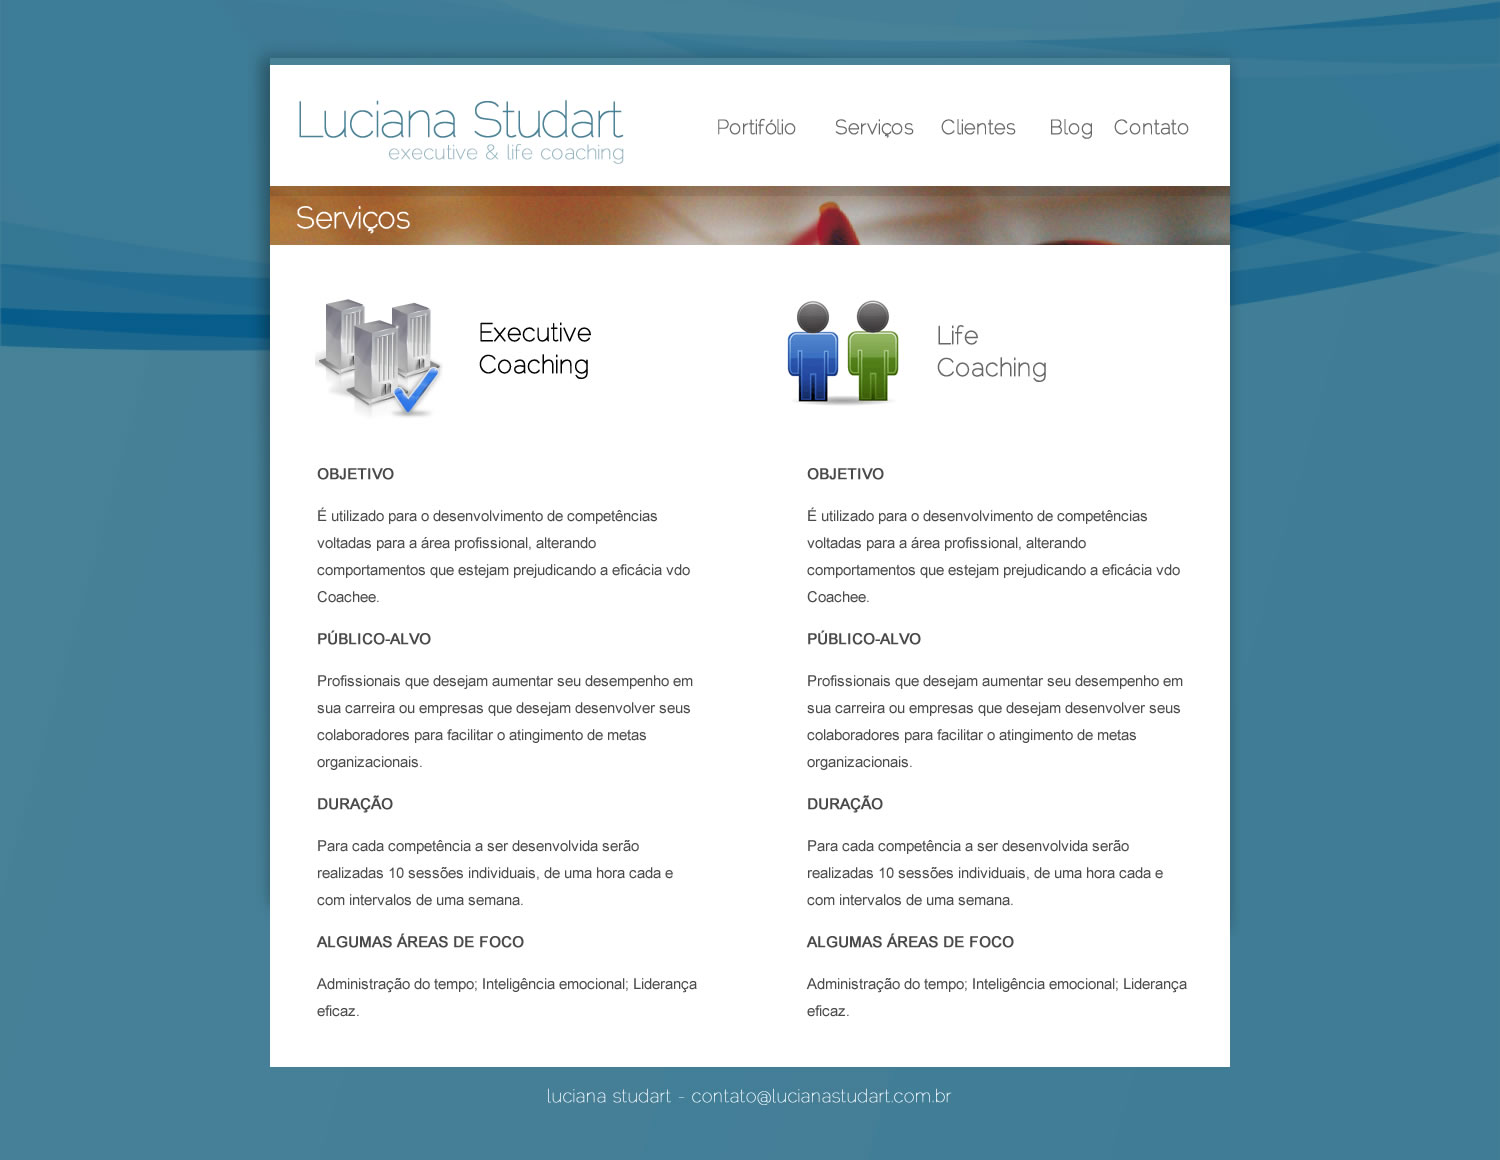 Luciana Studart
executive & life coaching
Portifólio Serviços Clientes Blog Contato
Serviços
Executive
Coaching
OBJETIVO
É utilizado para o desenvolvimento de competências
voltadas para a área profissional, alterando
comportamentos que estejam prejudicando a eficácia vdo
Coachee.
PÚBLICO-ALVO
Profissionais que desejam aumentar seu desempenho em
sua carreira ou empresas que desejam desenvolver seus
colaboradores para facilitar o atingimento de metas
organizacionais.
DURAÇÃO
Para cada competência a ser desenvolvida serão
realizadas 10 sessões individuais, de uma hora cada e
com intervalos de uma semana.
ALGUMAS ÁREAS DE FOCO
Administração do tempo; Inteligência emocional; Liderança
eficaz.
Life
Coaching
OBJETIVO
É utilizado para o desenvolvimento de competências
voltadas para a área profissional, alterando
comportamentos que estejam prejudicando a eficácia vdo
Coachee.
PÚBLICO-ALVO
Profissionais que desejam aumentar seu desempenho em
sua carreira ou empresas que desejam desenvolver seus
colaboradores para facilitar o atingimento de metas
organizacionais.
DURAÇÃO
Para cada competência a ser desenvolvida serão
realizadas 10 sessões individuais, de uma hora cada e
com intervalos de uma semana.
ALGUMAS ÁREAS DE FOCO
Administração do tempo; Inteligência emocional; Liderança
eficaz.
luciana studart - contato@lucianastudart.com.br